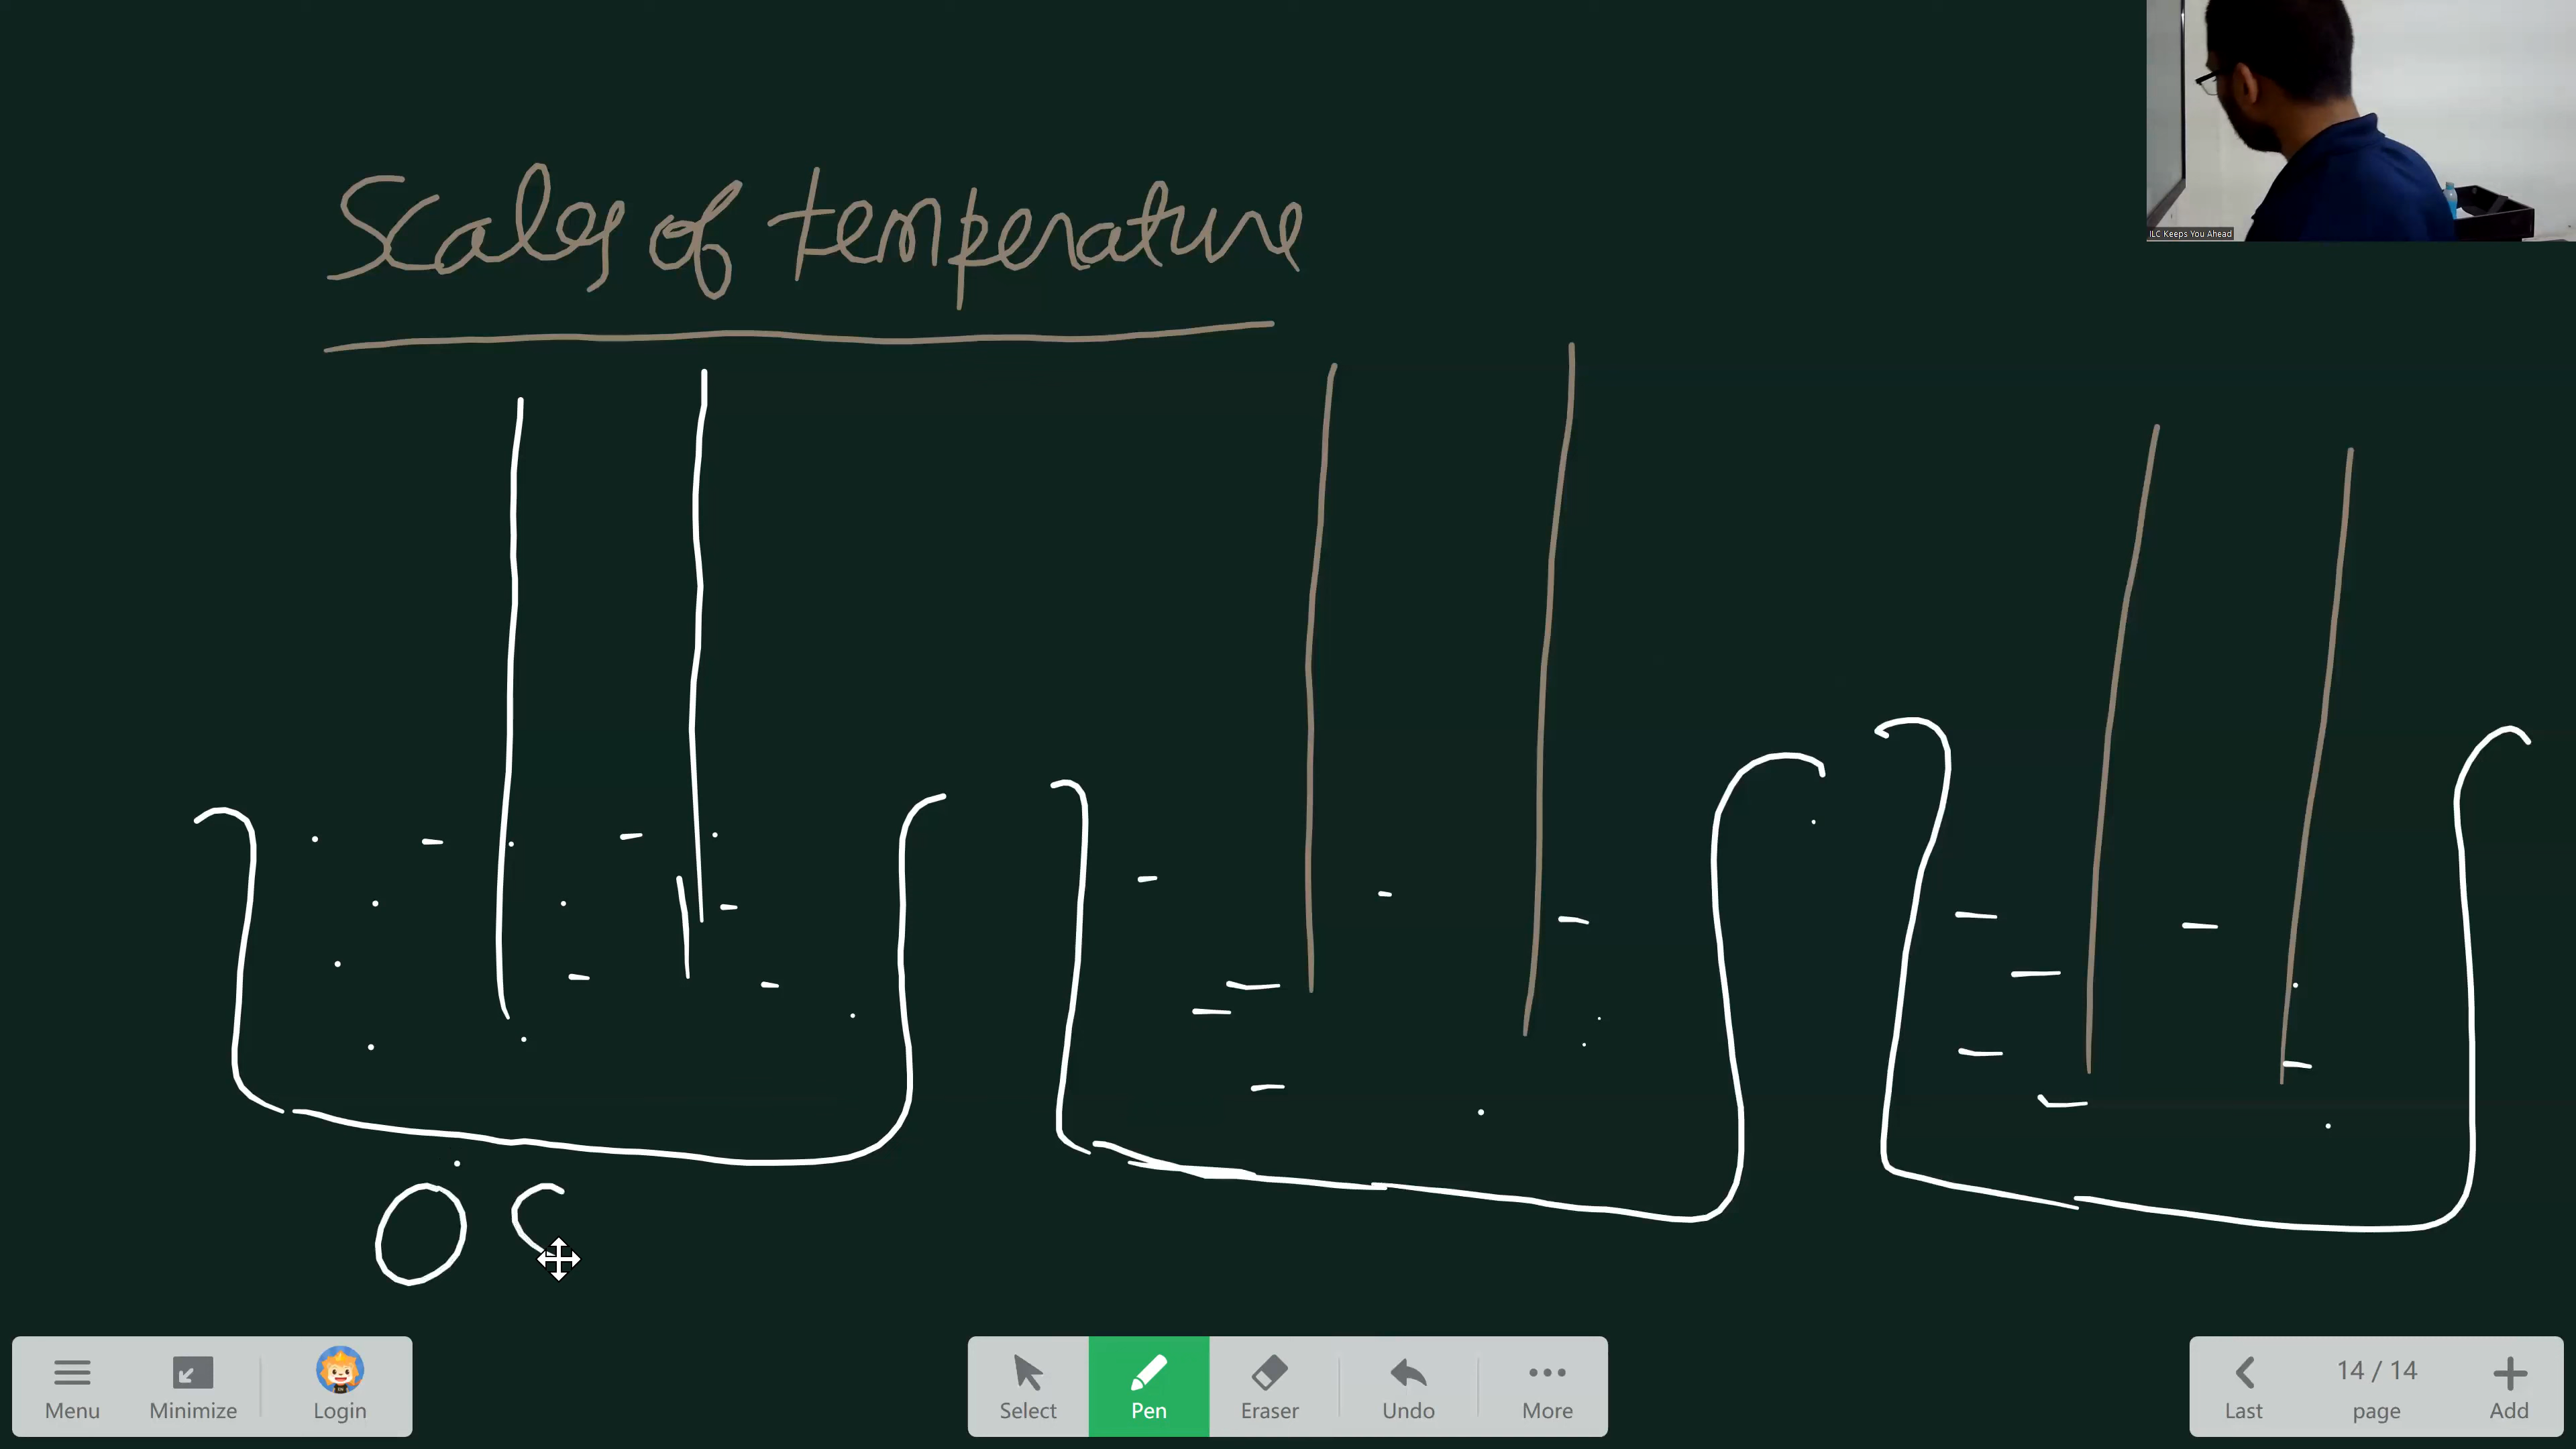 ILC Keeps You Ahead
Scales of temperature
0 C
Menu
Minimize
Login
Select
Pen
Eraser
Undo
More
Last
14 / 14
page
Add